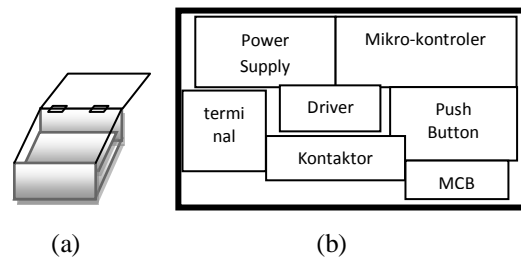 Power
Supply
Mikro-kontroler
termi
nal
Driver
Push
Button
Kontaktor
MCB
(a)
(b)